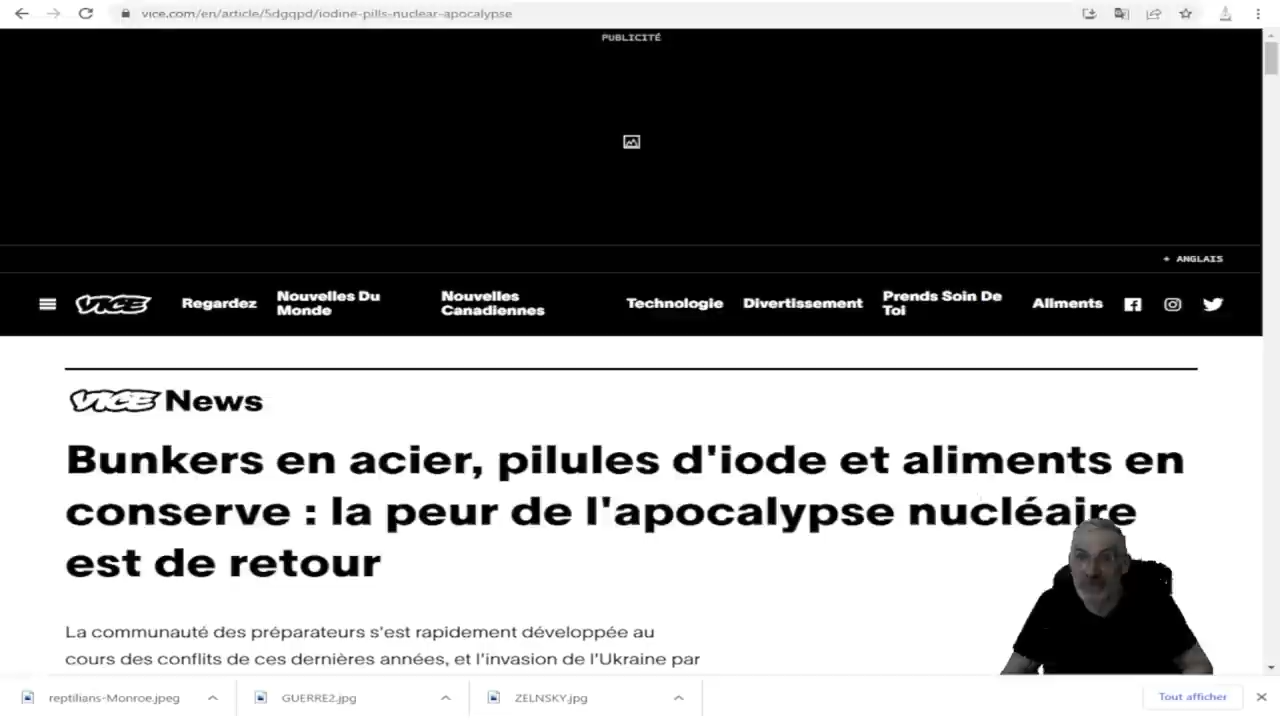 vice.com/en/article/5dgqpd/iodine-pills-nuclear-apocalypse
PUBLICITÉ
+ ANGLAIS
VICE
Regardez
Nouvelles Du
Monde
Nouvelles
Canadiennes
Technologie
Divertissement
Prends Soin De
Toi
Aliments
VICE News
Bunkers en acier, pilules d'iode et aliments en
conserve : la peur de l'apocalypse nucléaire
est de retour
La communauté des préparateurs s'est rapidement développée au
cours des conflits de ces dernières années, et l'invasion de l'Ukraine par
reptilians-Monroe.jpeg
GUERRE2.jpg
ZELNSKY.jpg
Tout afficher